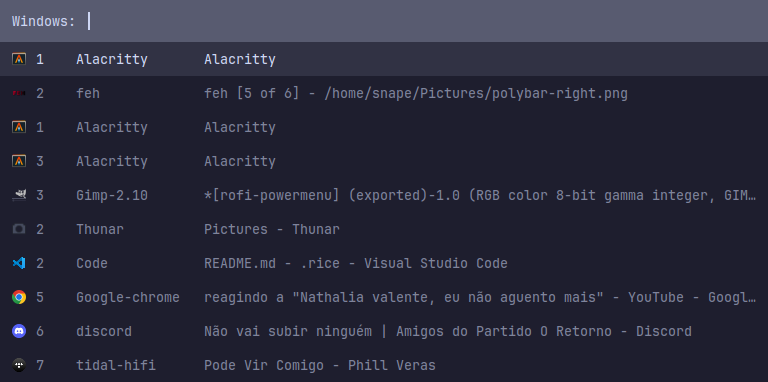 Windows:
1 Alacritty Alacritty
2 feh feh [5 of 6] - /home/snape/Pictures/polybar-right.png
1 Alacritty Alacritty
3 Alacritty Alacritty
3 Gimp-2.10 *[rofi-powermenu] (exported)-1.0 (RGB color 8-bit gamma integer, GIM…
2 Thunar Pictures - Thunar
2 Code README.md - .rice - Visual Studio Code
5 Google-chrome reagindo a "Nathalia valente, eu não aguento mais" - YouTube - Googl…
6 discord Não vai subir ninguém | Amigos do Partido O Retorno - Discord
7 tidal-hifi Pode Vir Comigo - Phill Veras